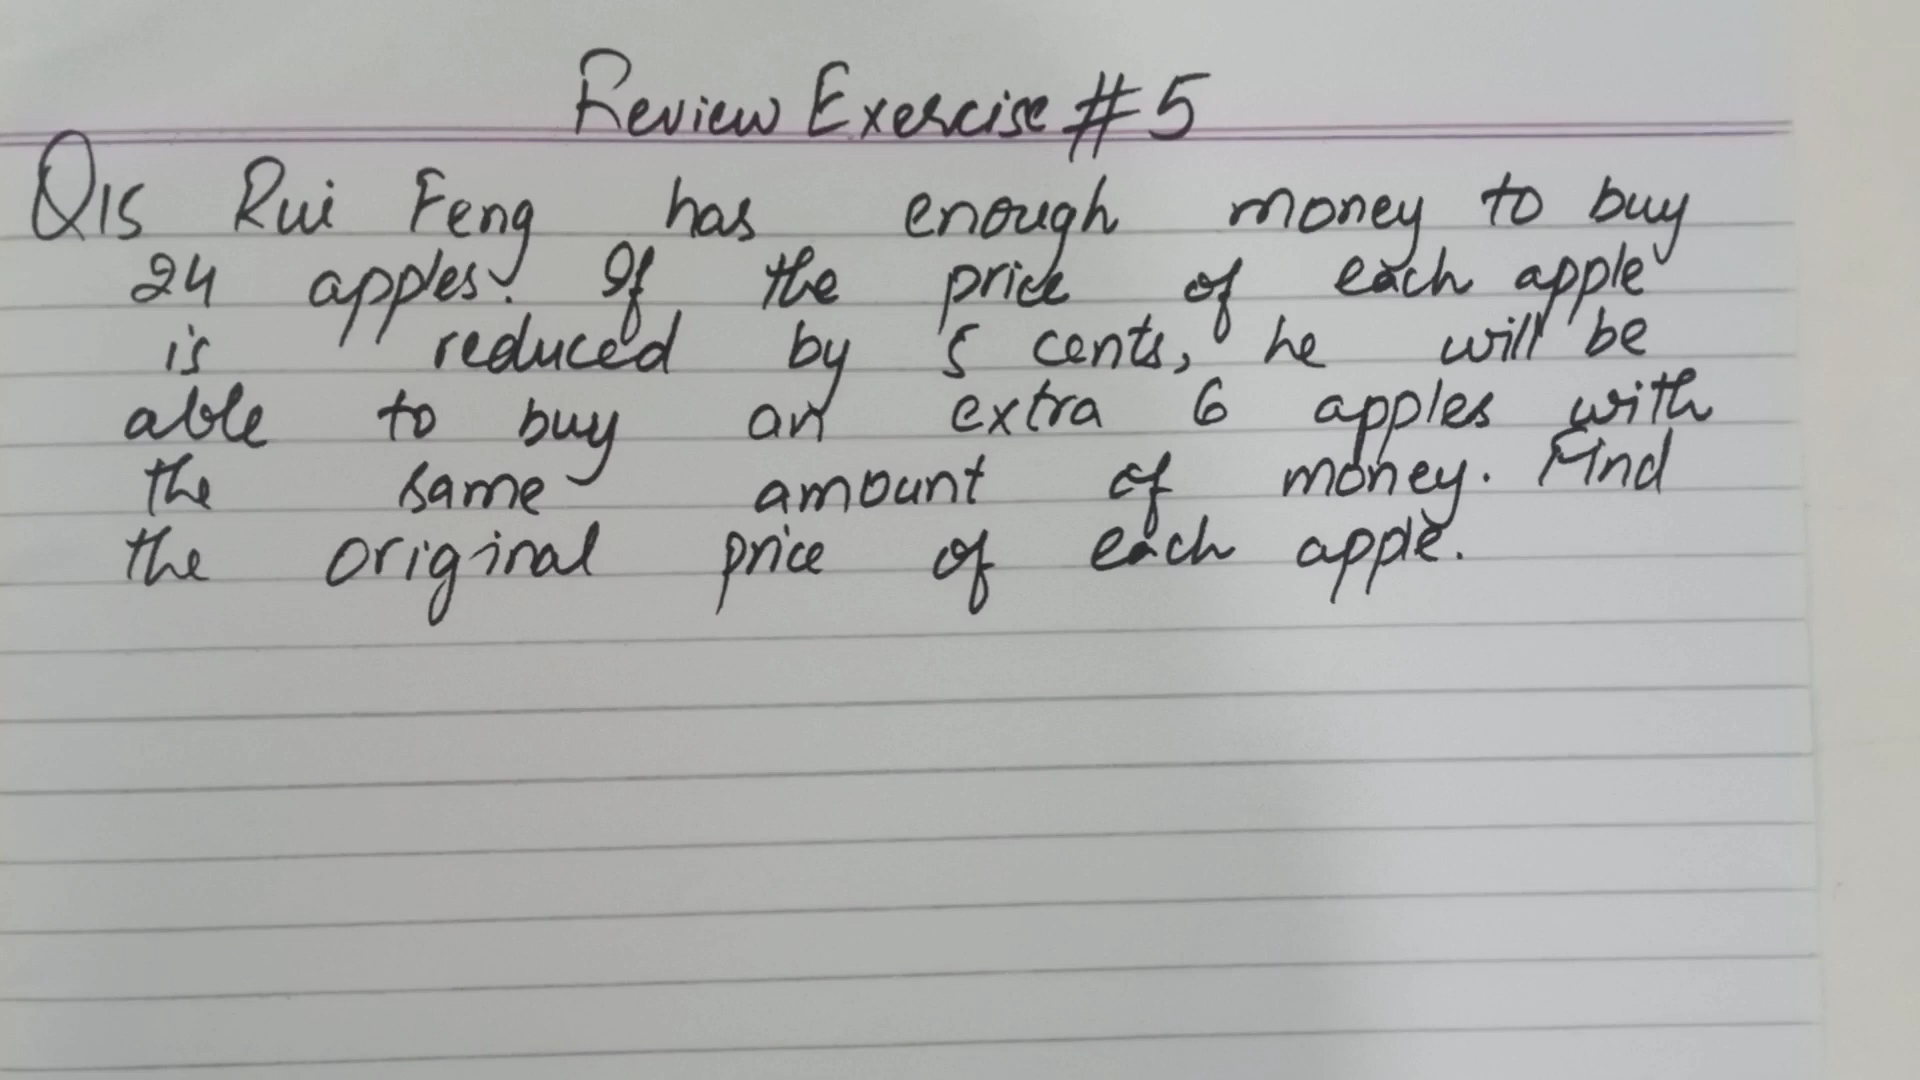 Review Exercise #5
Q15 Rui Feng has enough money to buy
24 apples. If the price of each apple
is reduced by 5 cents, he will be
able to buy an extra 6 apples with
the same amount of money. Find
the original price of each apple.